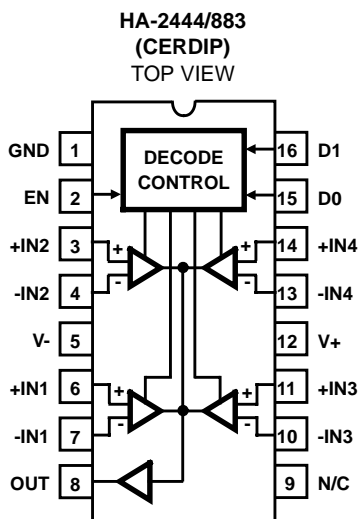 HA-2444/883
(CERDIP)
TOP VIEW
GND 1 16 D1
DECODE
CONTROL
EN 2 15 D0
+IN2 3 + + 14 +IN4
-IN2 4 - - 13 -IN4
V- 5 12 V+
+IN1 6 + + 11 +IN3
-IN1 7 - - 10 -IN3
OUT 8 9 N/C